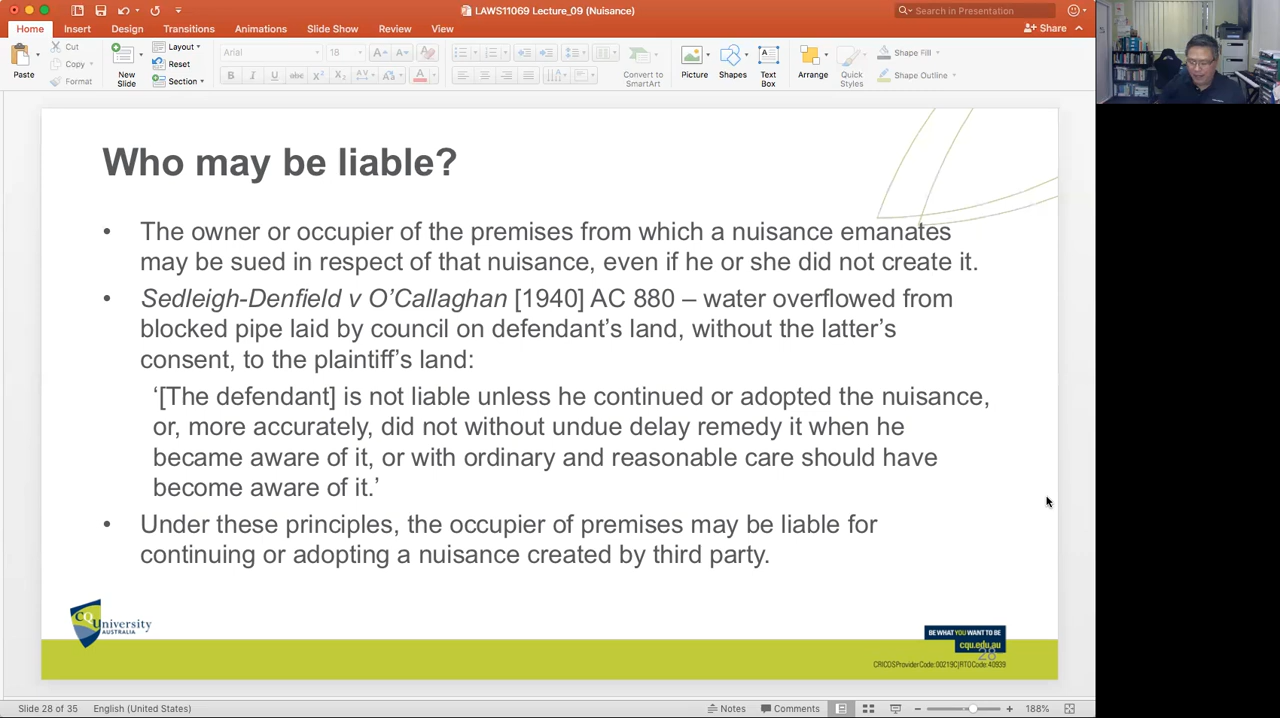 LAWS11069 Lecture_09 (Nuisance)
Search in Presentation
Home Insert Design Transitions Animations Slide Show Review View
Share
Paste
Cut
Copy
Format
New Slide
Layout
Reset
Section
Arial 18
B I U abc X² X₂ AV Aa A
Convert to SmartArt
Picture
Shapes
Text Box
Arrange
Quick Styles
Shape Fill
Shape Outline
Who may be liable?
• The owner or occupier of the premises from which a nuisance emanates
may be sued in respect of that nuisance, even if he or she did not create it.
• Sedleigh-Denfield v O’Callaghan [1940] AC 880 – water overflowed from
blocked pipe laid by council on defendant’s land, without the latter’s
consent, to the plaintiff’s land:
‘[The defendant] is not liable unless he continued or adopted the nuisance,
or, more accurately, did not without undue delay remedy it when he
became aware of it, or with ordinary and reasonable care should have
become aware of it.’
• Under these principles, the occupier of premises may be liable for
continuing or adopting a nuisance created by third party.
CQUniversity
AUSTRALIA
BE WHAT YOU WANT TO BE
cqu.edu.au
28
CRICOS Provider Code: 00219C | RTO Code: 40939
Slide 28 of 35 English (United States) Notes Comments 188%